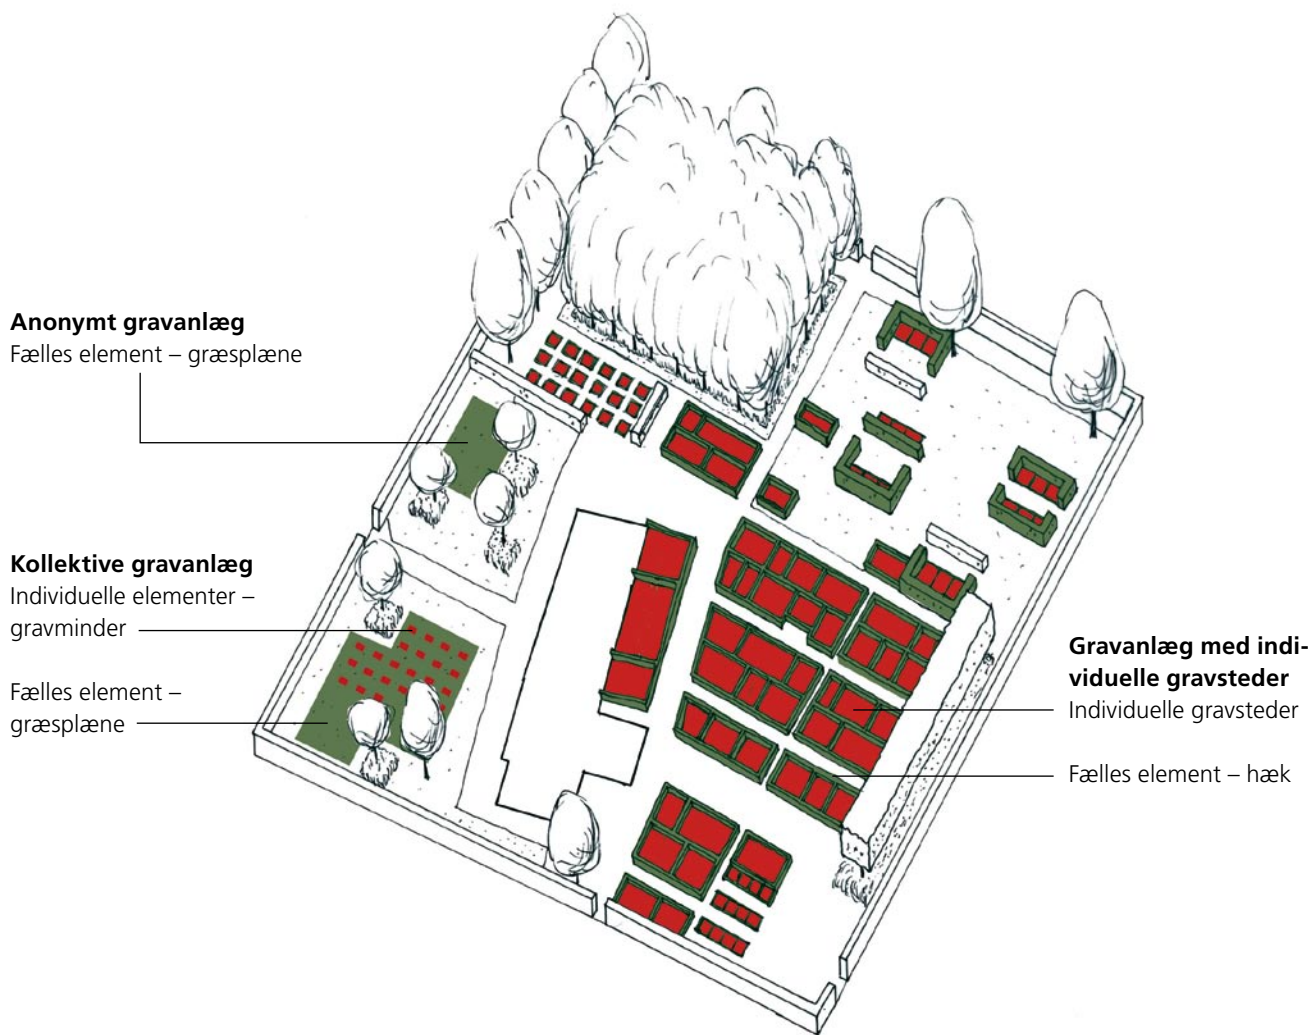 Anonymt gravanlæg
Fælles element – græsplæne
Kollektive gravanlæg
Individuelle elementer –
gravminder
Fælles element –
græsplæne
Gravanlæg med indi-
viduelle gravsteder
Individuelle gravsteder
Fælles element – hæk